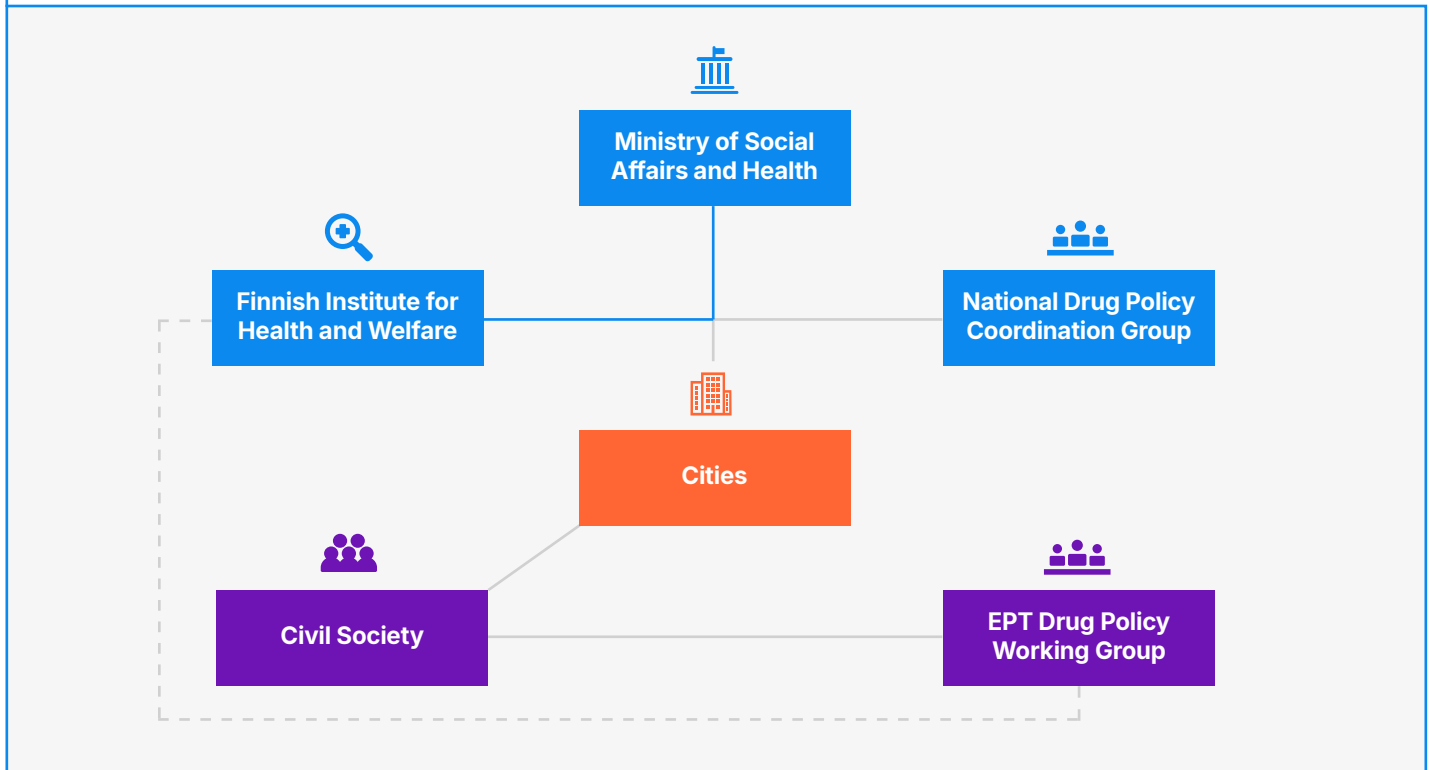 Ministry of Social
Affairs and Health
Finnish Institute for
Health and Welfare
National Drug Policy
Coordination Group
Cities
Civil Society
EPT Drug Policy
Working Group